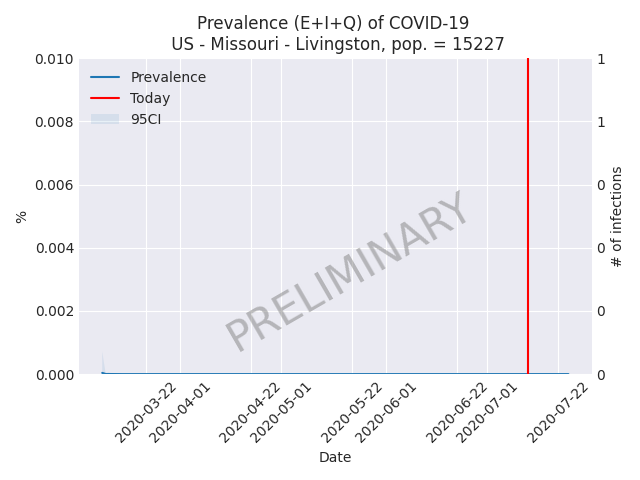 Prevalence (E+I+Q) of COVID-19
US - Missouri - Livingston, pop. = 15227
0.010
0.008
0.006
0.004
0.002
0.000
%
Prevalence
Today
95CI
PRELIMINARY
1
1
0
0
0
0
# of infections
2020-03-22
2020-04-01
2020-04-22
2020-05-01
2020-05-22
2020-06-01
2020-06-22
2020-07-01
2020-07-22
Date